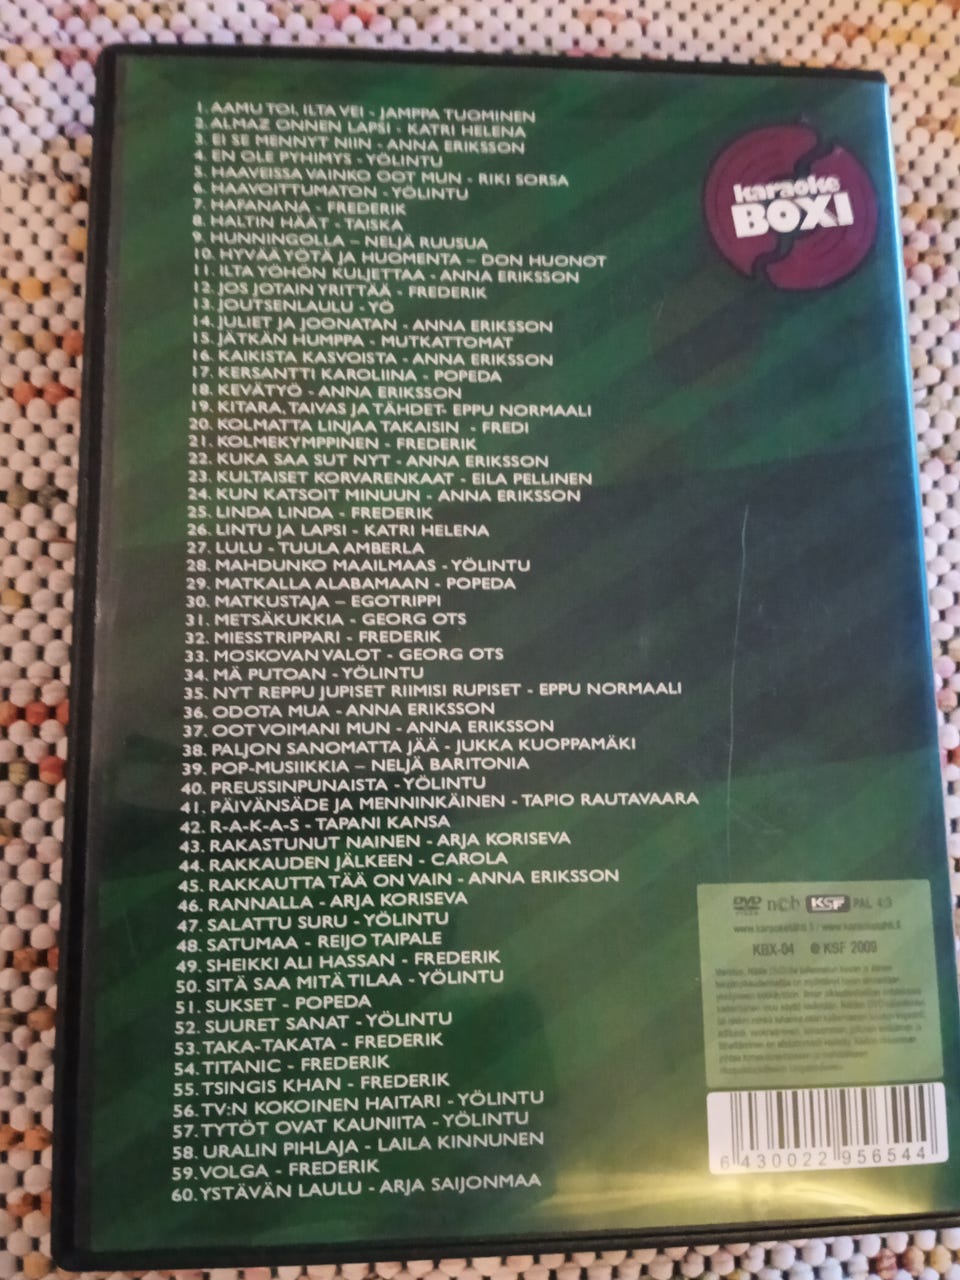 1. AAMU TOI, ILTA VEI - JAMPPA TUOMINEN
2. ALMAZ ONNEN LAPSI - KATRI HELENA
3. EI SE MENNYT NIIN - ANNA ERIKSSON
4. EN OLE PYHIMYS - YÖLINTU
5. HAAVEISSA VAINKO OOT MUN - RIKI SORSA
6. HAAVOITTUMATON - YÖLINTU
7. HAFANANA - FREDERIK
8. HALTIN HÄÄT - TAISKA
9. HUNNINGOLLA – NELJÄ RUUSUA
10. HYVÄÄ YÖTÄ JA HUOMENTA – DON HUONOT
11. ILTA YÖHÖN KULJETTAA - ANNA ERIKSSON
12. JOS JOTAIN YRITTÄÄ - FREDERIK
13. JOUTSENLAULU - YÖ
14. JULIET JA JOONATAN - ANNA ERIKSSON
15. JÄTKÄN HUMPPA - MUTKATTOMAT
16. KAIKISTA KASVOISTA - ANNA ERIKSSON
17. KERSANTTI KAROLIINA - POPEDA
18. KEVÄTYÖ - ANNA ERIKSSON
19. KITARA, TAIVAS JA TÄHDET- EPPU NORMAALI
20. KOLMATTA LINJAA TAKAISIN - FREDI
21. KOLMEKYMPPINEN - FREDERIK
22. KUKA SAA SUT NYT - ANNA ERIKSSON
23. KULTAISET KORVARENKAAT - EILA PELLINEN
24. KUN KATSOIT MINUUN - ANNA ERIKSSON
25. LINDA LINDA - FREDERIK
26. LINTU JA LAPSI - KATRI HELENA
27. LULU - TUULA AMBERLA
28. MAHDUNKO MAAILMAAS - YÖLINTU
29. MATKALLA ALABAMAAN - POPEDA
30. MATKUSTAJA – EGOTRIPPI
31. METSÄKUKKIA - GEORG OTS
32. MIESSTRIPPARI - FREDERIK
33. MOSKOVAN VALOT - GEORG OTS
34. MÄ PUTOAN - YÖLINTU
35. NYT REPPU JUPISET RIIMISI RUPISET - EPPU NORMAALI
36. ODOTA MUA - ANNA ERIKSSON
37. OOT VOIMANI MUN - ANNA ERIKSSON
38. PALJON SANOMATTA JÄÄ - JUKKA KUOPPAMÄKI
39. POP-MUSIIKKIA – NELJÄ BARITONIA
40. PREUSSINPUNAISTA - YÖLINTU
41. PÄIVÄNSÄDE JA MENNINKÄINEN - TAPIO RAUTAVAARA
42. R-A-K-A-S - TAPANI KANSA
43. RAKASTUNUT NAINEN - ARJA KORISEVA
44. RAKKAUDEN JÄLKEEN - CAROLA
45. RAKKAUTTA TÄÄ ON VAIN - ANNA ERIKSSON
46. RANNALLA - ARJA KORISEVA
47. SALATTU SURU - YÖLINTU
48. SATUMAA - REIJO TAIPALE
49. SHEIKKI ALI HASSAN - FREDERIK
50. SITÄ SAA MITÄ TILAA - YÖLINTU
51. SUKSET - POPEDA
52. SUURET SANAT - YÖLINTU
53. TAKA-TAKATA - FREDERIK
54. TITANIC - FREDERIK
55. TSINGIS KHAN - FREDERIK
56. TV:N KOKOINEN HAITARI - YÖLINTU
57. TYTÖT OVAT KAUNIITA - YÖLINTU
58. URALIN PIHLAJA - LAILA KINNUNEN
59. VOLGA - FREDERIK
60. YSTÄVÄN LAULU - ARJA SAIJONMAA
karaoke
BOXI
DVD ncb KSF PAL 4:3
VIDEO
www.karaoketahti.fi / www.karaoketahti.fi
KBX-04 © KSF 2009
6 430022 956544